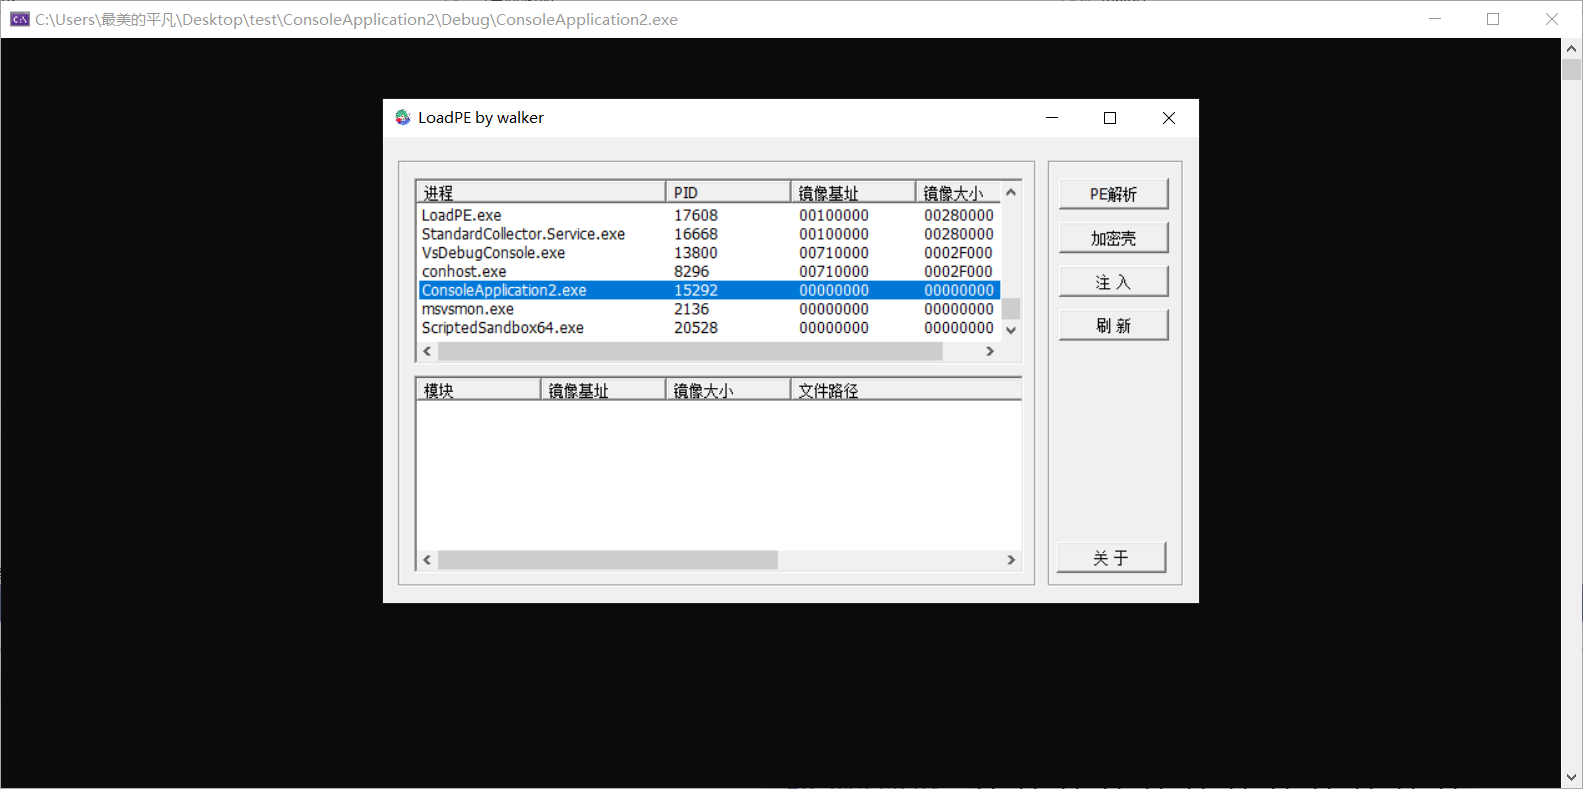 C:\Users\最美的平凡\Desktop\test\ConsoleApplication2\Debug\ConsoleApplication2.exe
LoadPE by walker
进程 PID 镜像基址 镜像大小
LoadPE.exe 17608 00100000 00280000
StandardCollector.Service.exe 16668 00100000 00280000
VsDebugConsole.exe 13800 00710000 0002F000
conhost.exe 8296 00710000 0002F000
ConsoleApplication2.exe 15292 00000000 00000000
msvsmon.exe 2136 00000000 00000000
ScriptedSandbox64.exe 20528 00000000 00000000
模块 镜像基址 镜像大小 文件路径
PE解析
加密壳
注 入
刷 新
关 于